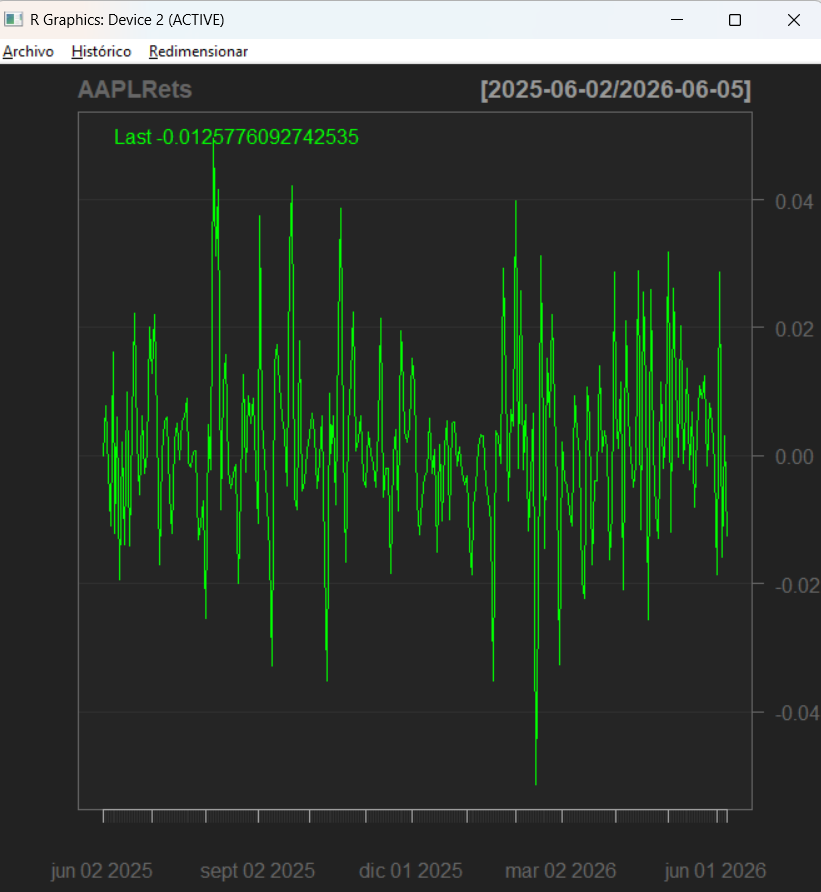 R Graphics: Device 2 (ACTIVE)
Archivo Histórico Redimensionar
AAPLRets [2025-06-02/2026-06-05]
Last -0.0125776092742535
0.04
0.02
0.00
-0.02
-0.04
jun 02 2025 sept 02 2025 dic 01 2025 mar 02 2026 jun 01 2026